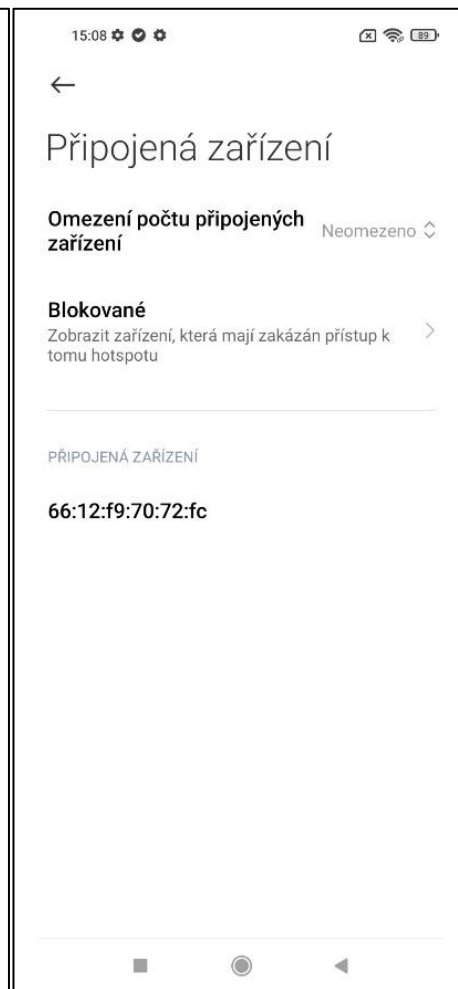 15:08
89
Připojená zařízení
Omezení počtu připojených
zařízení
Neomezeno
Blokované
Zobrazit zařízení, která mají zakázán přístup k
tomu hotspotu
PŘIPOJENÁ ZAŘÍZENÍ
66:12:f9:70:72:fc